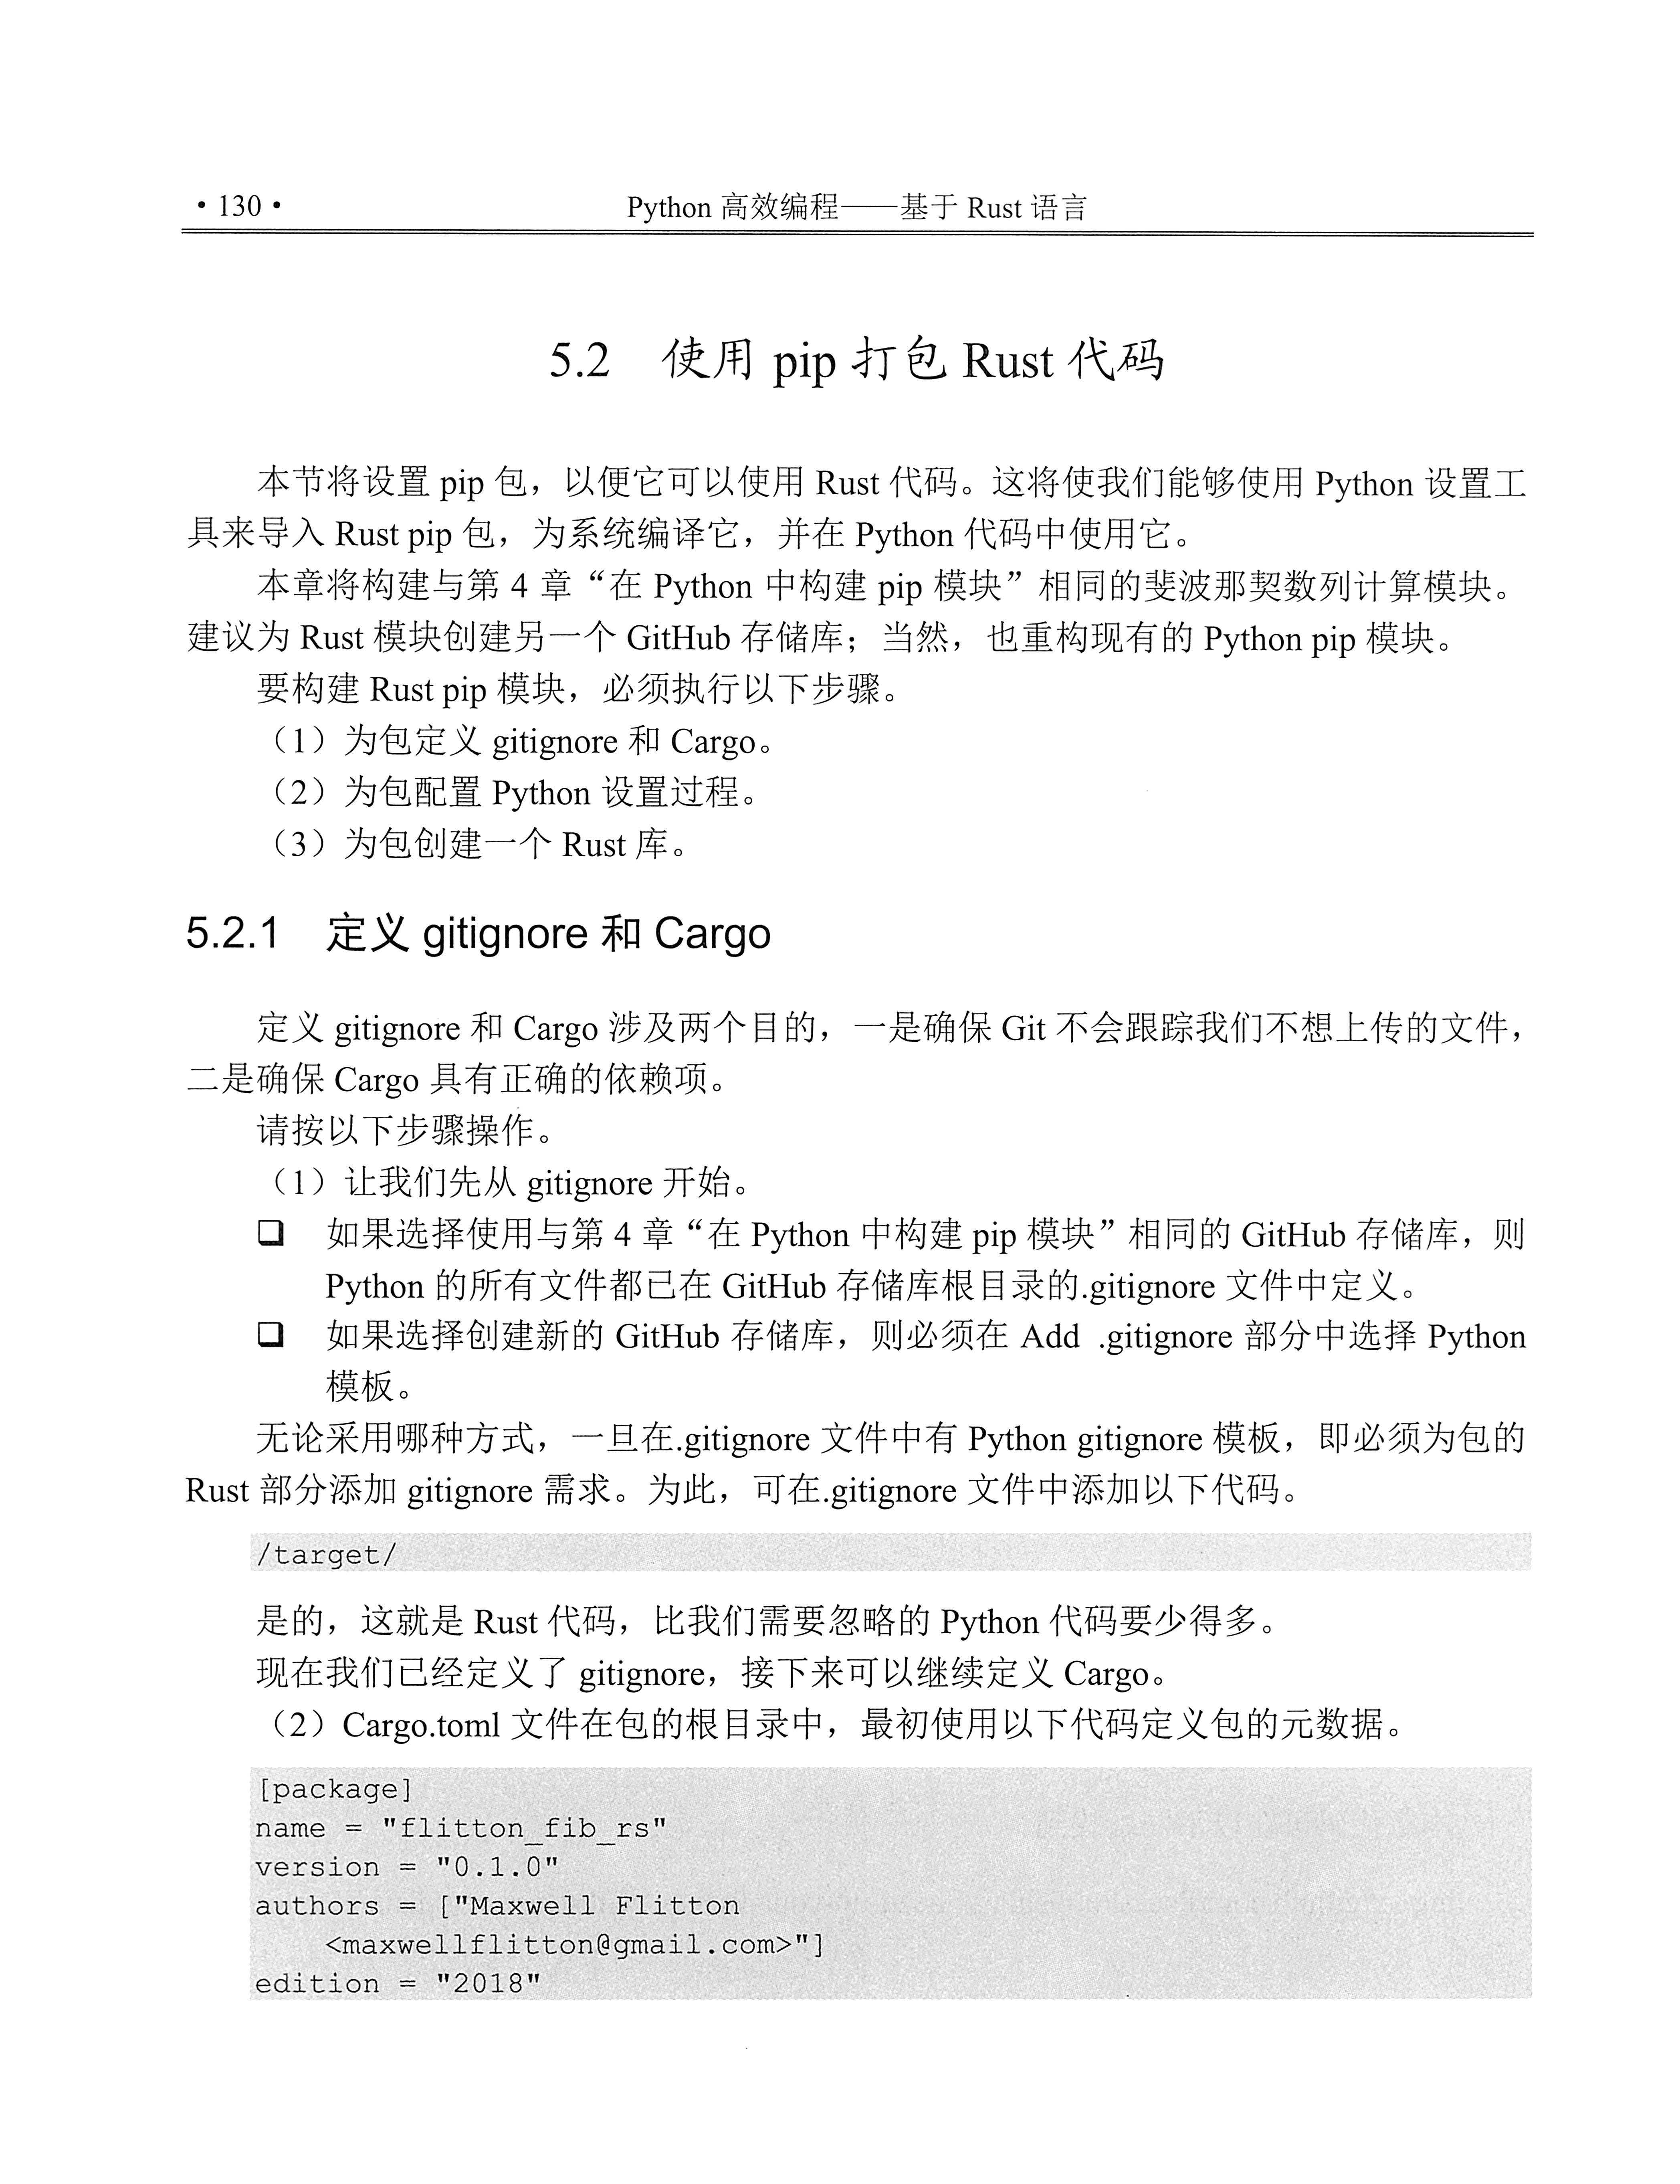 • 130 •
Python 高效编程——基于 Rust 语言
5.2 使用 pip 打包 Rust 代码
本节将设置 pip 包，以便它可以使用 Rust 代码。这将使我们能够使用 Python 设置工
具来导入 Rust pip 包，为系统编译它，并在 Python 代码中使用它。
本章将构建与第 4 章“在 Python 中构建 pip 模块”相同的斐波那契数列计算模块。
建议为 Rust 模块创建另一个 GitHub 存储库；当然，也重构现有的 Python pip 模块。
要构建 Rust pip 模块，必须执行以下步骤。
（1）为包定义 gitignore 和 Cargo。
（2）为包配置 Python 设置过程。
（3）为包创建一个 Rust 库。
5.2.1 定义 gitignore 和 Cargo
定义 gitignore 和 Cargo 涉及两个目的，一是确保 Git 不会跟踪我们不想上传的文件，
二是确保 Cargo 具有正确的依赖项。
请按以下步骤操作。
（1）让我们先从 gitignore 开始。
❑ 如果选择使用与第 4 章“在 Python 中构建 pip 模块”相同的 GitHub 存储库，则
Python 的所有文件都已在 GitHub 存储库根目录的.gitignore 文件中定义。
❑ 如果选择创建新的 GitHub 存储库，则必须在 Add .gitignore 部分中选择 Python
模板。
无论采用哪种方式，一旦在.gitignore 文件中有 Python gitignore 模板，即必须为包的
Rust 部分添加 gitignore 需求。为此，可在.gitignore 文件中添加以下代码。
/target/
是的，这就是 Rust 代码，比我们需要忽略的 Python 代码要少得多。
现在我们已经定义了 gitignore，接下来可以继续定义 Cargo。
（2）Cargo.toml 文件在包的根目录中，最初使用以下代码定义包的元数据。
[package]
name = "flitton_fib_rs"
version = "0.1.0"
authors = ["Maxwell Flitton
    <maxwellflitton@gmail.com>"]
edition = "2018"